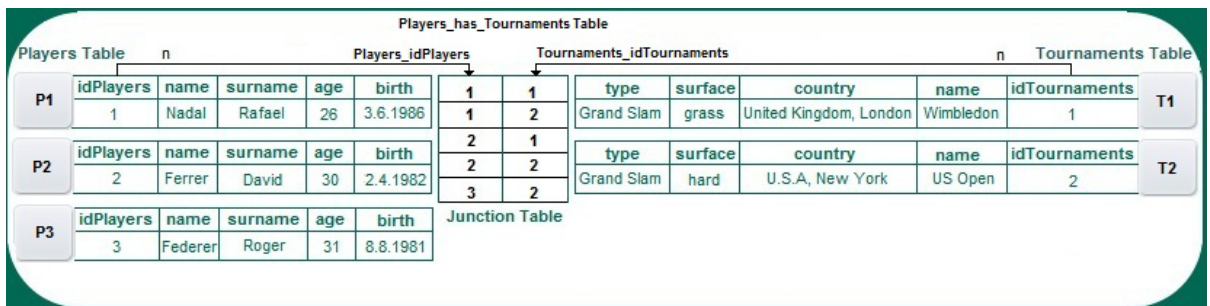 Players_has_Tournaments Table
Players Table n Players_idPlayers Tournaments_idTournaments n Tournaments Table
P1 idPlayers name surname age birth 1 1 type surface country name idTournaments T1
1 Nadal Rafael 26 3.6.1986 1 2 Grand Slam grass United Kingdom, London Wimbledon 1
2 1
P2 idPlayers name surname age birth 2 2 type surface country name idTournaments T2
2 Ferrer David 30 2.4.1982 3 2 Grand Slam hard U.S.A, New York US Open 2
P3 idPlayers name surname age birth Junction Table
3 Federer Roger 31 8.8.1981